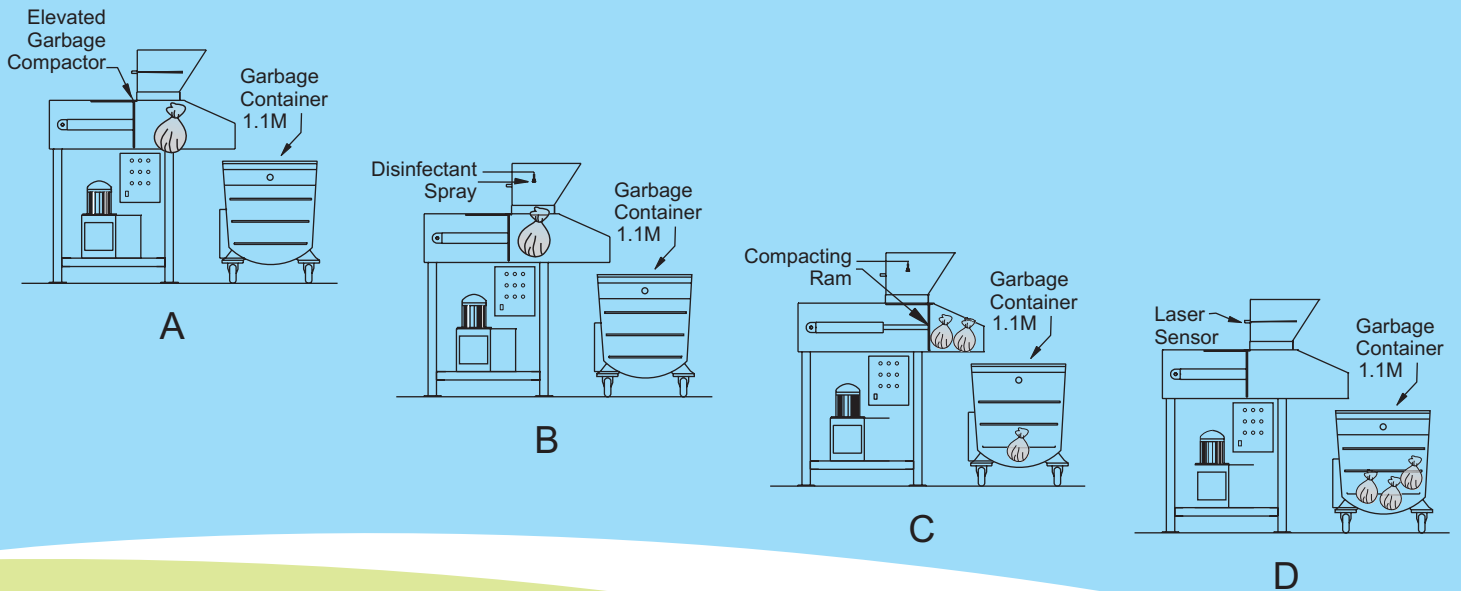 Elevated
Garbage
Compactor
Garbage
Container
1.1M
A
Disinfectant
Spray
Garbage
Container
1.1M
B
Compacting
Ram
Garbage
Container
1.1M
C
Laser
Sensor
Garbage
Container
1.1M
D